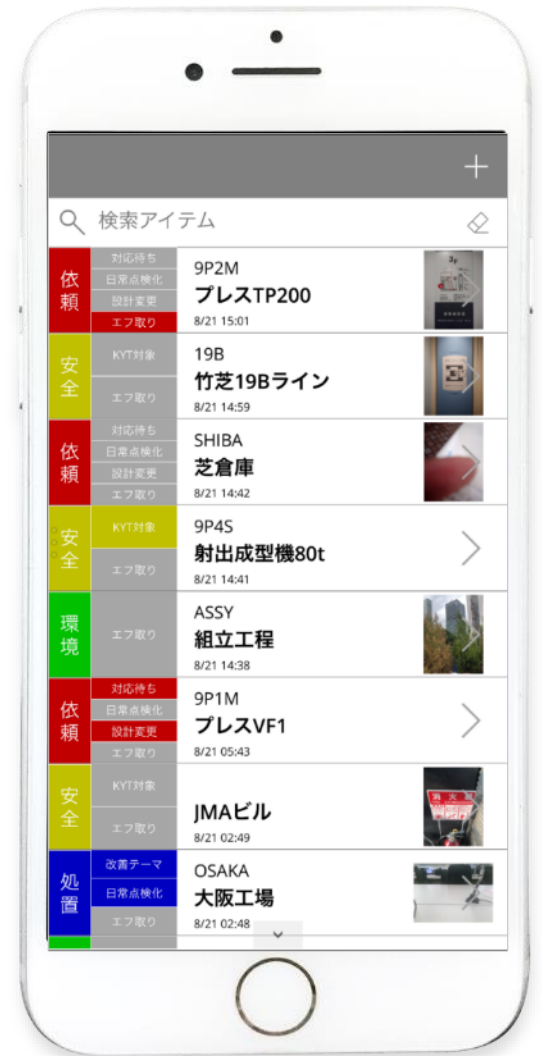 検索アイテム
依頼
対応待ち
日常点検化
設計変更
エフ取り
9P2M
プレスTP200
8/21 15:01
3F
安全
KYT対象
エフ取り
19B
竹芝19Bライン
8/21 14:59
依頼
対応待ち
日常点検化
設計変更
エフ取り
SHIBA
芝倉庫
8/21 14:42
安全
KYT対象
エフ取り
9P4S
射出成型機80t
8/21 14:41
環境
エフ取り
ASSY
組立工程
8/21 14:38
依頼
対応待ち
日常点検化
設計変更
エフ取り
9P1M
プレスVF1
8/21 05:43
安全
KYT対象
エフ取り
JMAビル
8/21 02:49
消火器
処置
改善テーマ
日常点検化
エフ取り
OSAKA
大阪工場
8/21 02:48